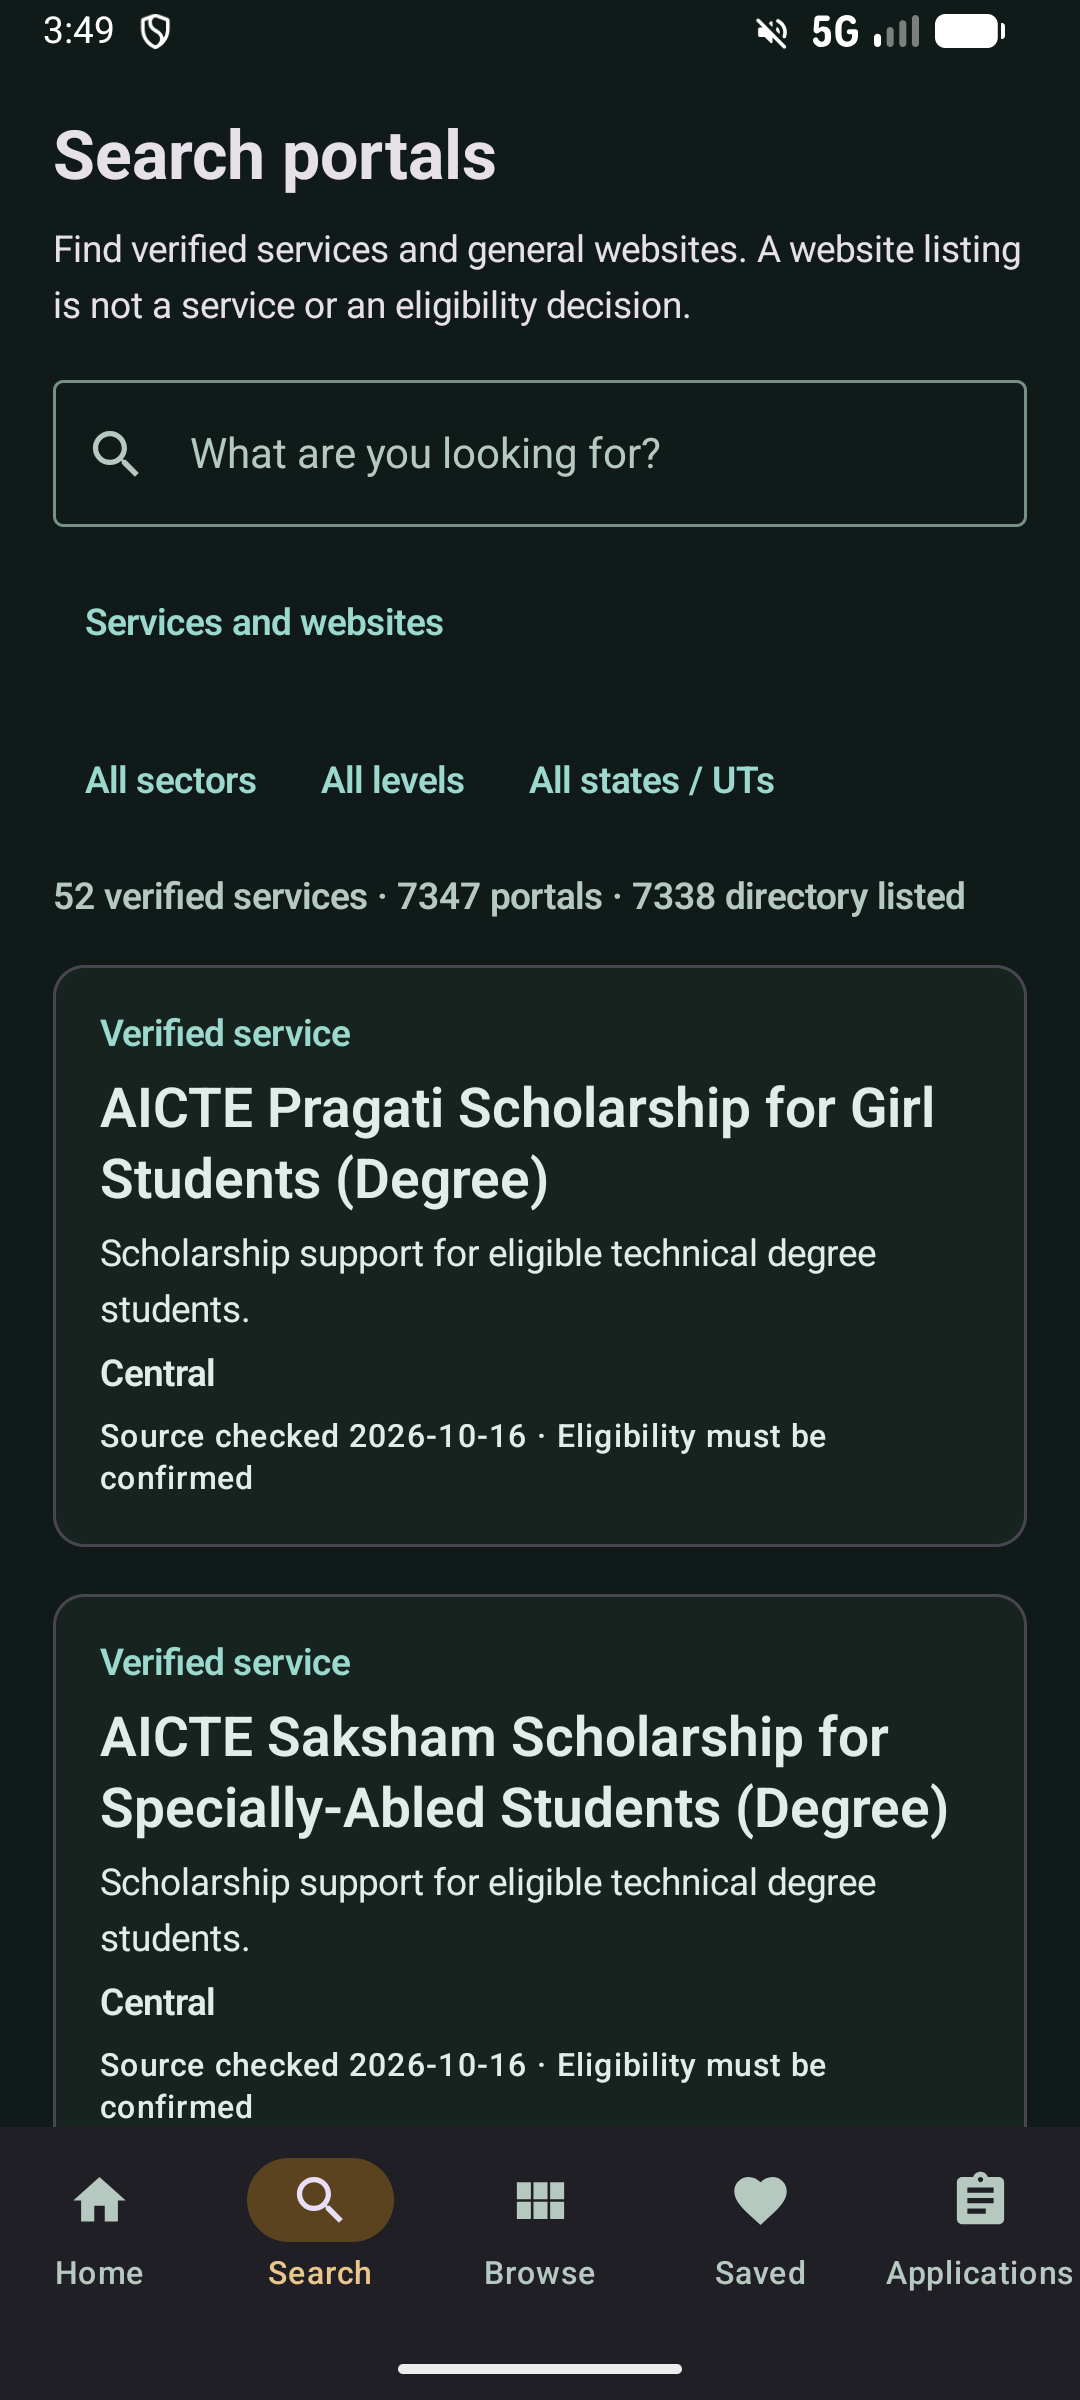 3:49
5G
Search portals
Find verified services and general websites. A website listing
is not a service or an eligibility decision.
What are you looking for?
Services and websites
All sectors All levels All states / UTs
52 verified services · 7347 portals · 7338 directory listed
Verified service
AICTE Pragati Scholarship for Girl
Students (Degree)
Scholarship support for eligible technical degree
students.
Central
Source checked 2026-10-16 · Eligibility must be
confirmed
Verified service
AICTE Saksham Scholarship for
Specially-Abled Students (Degree)
Scholarship support for eligible technical degree
students.
Central
Source checked 2026-10-16 · Eligibility must be
confirmed
Home Search Browse Saved Applications